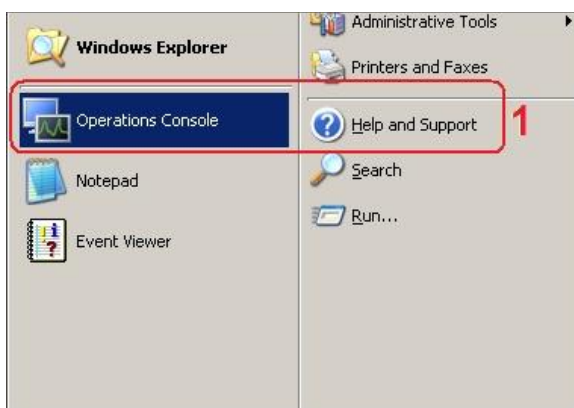 Windows Explorer
Operations Console
Notepad
Event Viewer
Administrative Tools
Printers and Faxes
Help and Support
1
Search
Run...